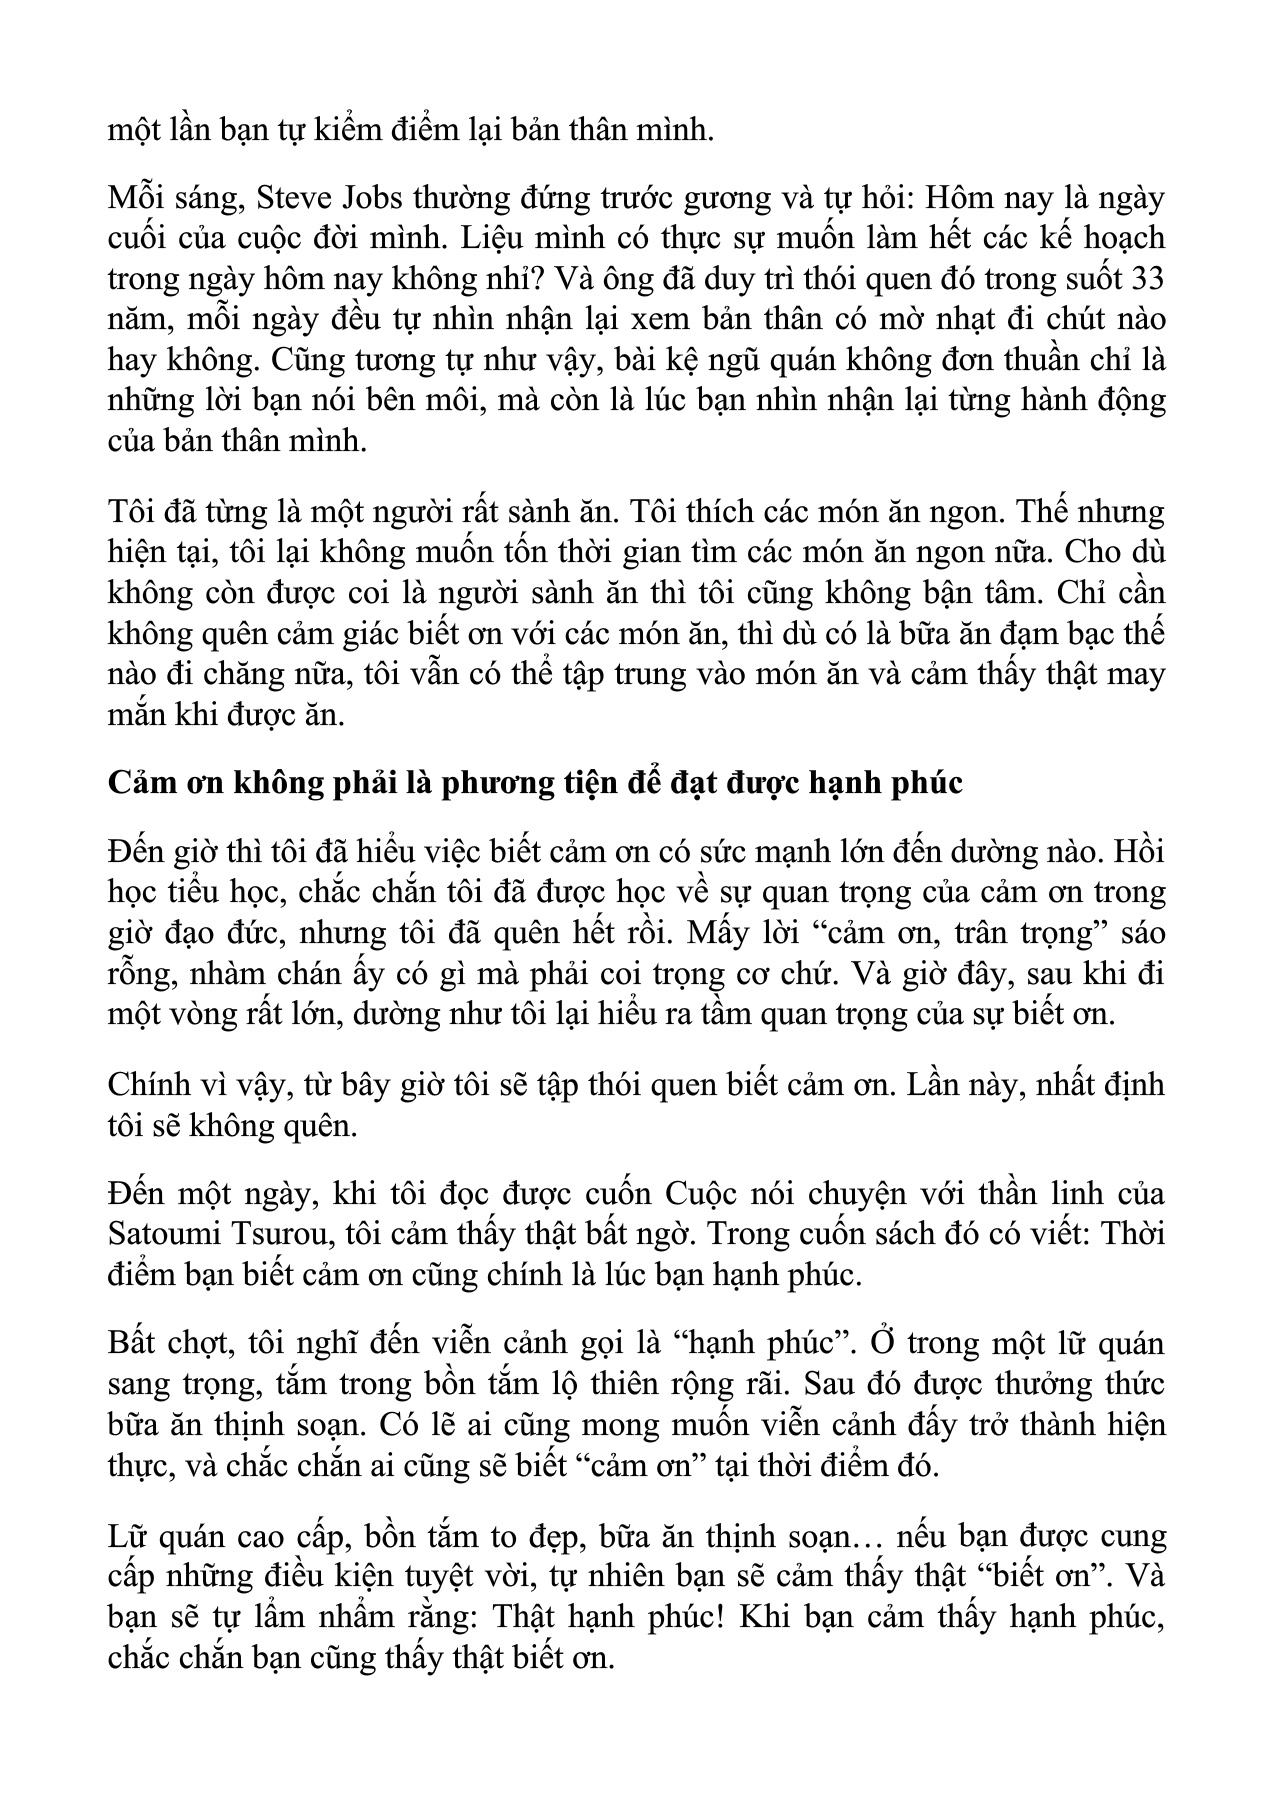 một lần bạn tự kiểm điểm lại bản thân mình.
Mỗi sáng, Steve Jobs thường đứng trước gương và tự hỏi: Hôm nay là ngày
cuối của cuộc đời mình. Liệu mình có thực sự muốn làm hết các kế hoạch
trong ngày hôm nay không nhỉ? Và ông đã duy trì thói quen đó trong suốt 33
năm, mỗi ngày đều tự nhìn nhận lại xem bản thân có mờ nhạt đi chút nào
hay không. Cũng tương tự như vậy, bài kệ ngũ quán không đơn thuần chỉ là
những lời bạn nói bên môi, mà còn là lúc bạn nhìn nhận lại từng hành động
của bản thân mình.
Tôi đã từng là một người rất sành ăn. Tôi thích các món ăn ngon. Thế nhưng
hiện tại, tôi lại không muốn tốn thời gian tìm các món ăn ngon nữa. Cho dù
không còn được coi là người sành ăn thì tôi cũng không bận tâm. Chỉ cần
không quên cảm giác biết ơn với các món ăn, thì dù có là bữa ăn đạm bạc thế
nào đi chăng nữa, tôi vẫn có thể tập trung vào món ăn và cảm thấy thật may
mắn khi được ăn.
Cảm ơn không phải là phương tiện để đạt được hạnh phúc
Đến giờ thì tôi đã hiểu việc biết cảm ơn có sức mạnh lớn đến dường nào. Hồi
học tiểu học, chắc chắn tôi đã được học về sự quan trọng của cảm ơn trong
giờ đạo đức, nhưng tôi đã quên hết rồi. Mấy lời “cảm ơn, trân trọng” sáo
rỗng, nhàm chán ấy có gì mà phải coi trọng cơ chứ. Và giờ đây, sau khi đi
một vòng rất lớn, dường như tôi lại hiểu ra tầm quan trọng của sự biết ơn.
Chính vì vậy, từ bây giờ tôi sẽ tập thói quen biết cảm ơn. Lần này, nhất định
tôi sẽ không quên.
Đến một ngày, khi tôi đọc được cuốn Cuộc nói chuyện với thần linh của
Satoumi Tsurou, tôi cảm thấy thật bất ngờ. Trong cuốn sách đó có viết: Thời
điểm bạn biết cảm ơn cũng chính là lúc bạn hạnh phúc.
Bất chợt, tôi nghĩ đến viễn cảnh gọi là “hạnh phúc”. Ở trong một lữ quán
sang trọng, tắm trong bồn tắm lộ thiên rộng rãi. Sau đó được thưởng thức
bữa ăn thịnh soạn. Có lẽ ai cũng mong muốn viễn cảnh đấy trở thành hiện
thực, và chắc chắn ai cũng sẽ biết “cảm ơn” tại thời điểm đó.
Lữ quán cao cấp, bồn tắm to đẹp, bữa ăn thịnh soạn… nếu bạn được cung
cấp những điều kiện tuyệt vời, tự nhiên bạn sẽ cảm thấy thật “biết ơn”. Và
bạn sẽ tự lẩm nhẩm rằng: Thật hạnh phúc! Khi bạn cảm thấy hạnh phúc,
chắc chắn bạn cũng thấy thật biết ơn.